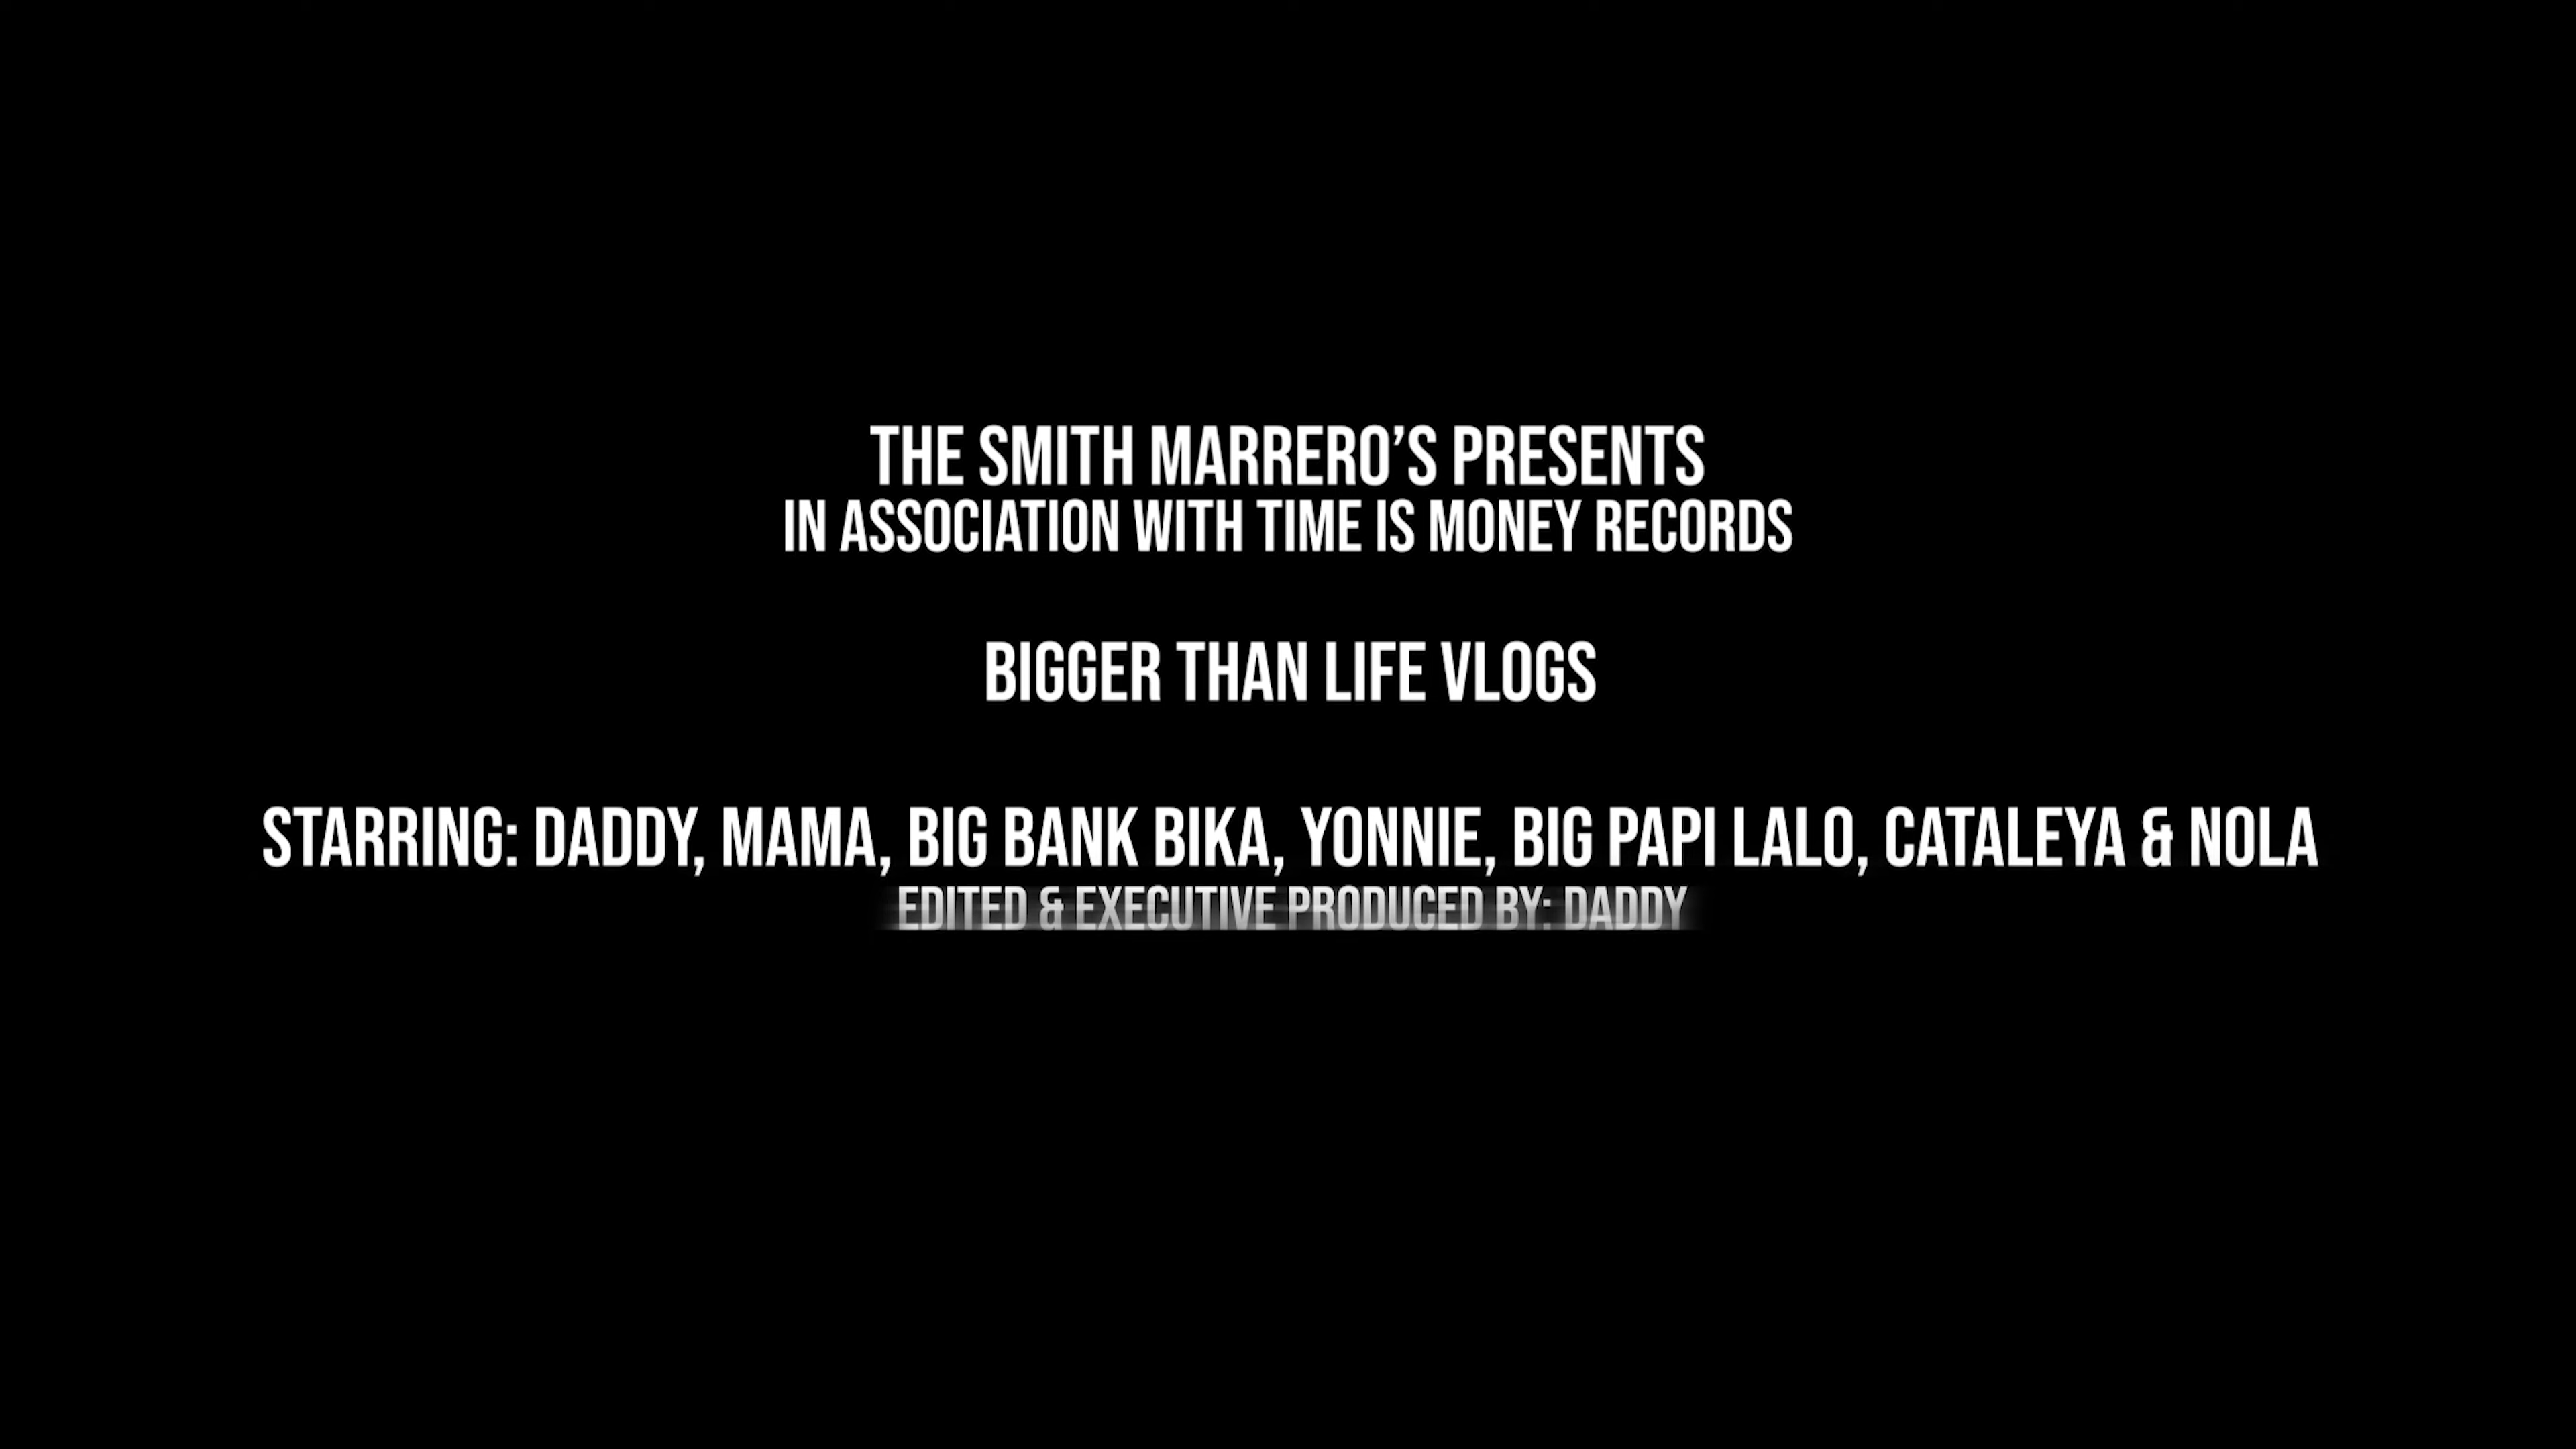 THE SMITH MARRERO’S PRESENTS
IN ASSOCIATION WITH TIME IS MONEY RECORDS
BIGGER THAN LIFE VLOGS
STARRING: DADDY, MAMA, BIG BANK BIKA, YONNIE, BIG PAPI LALO, CATALEYA & NOLA
EDITED & EXECUTIVE PRODUCED BY: DADDY